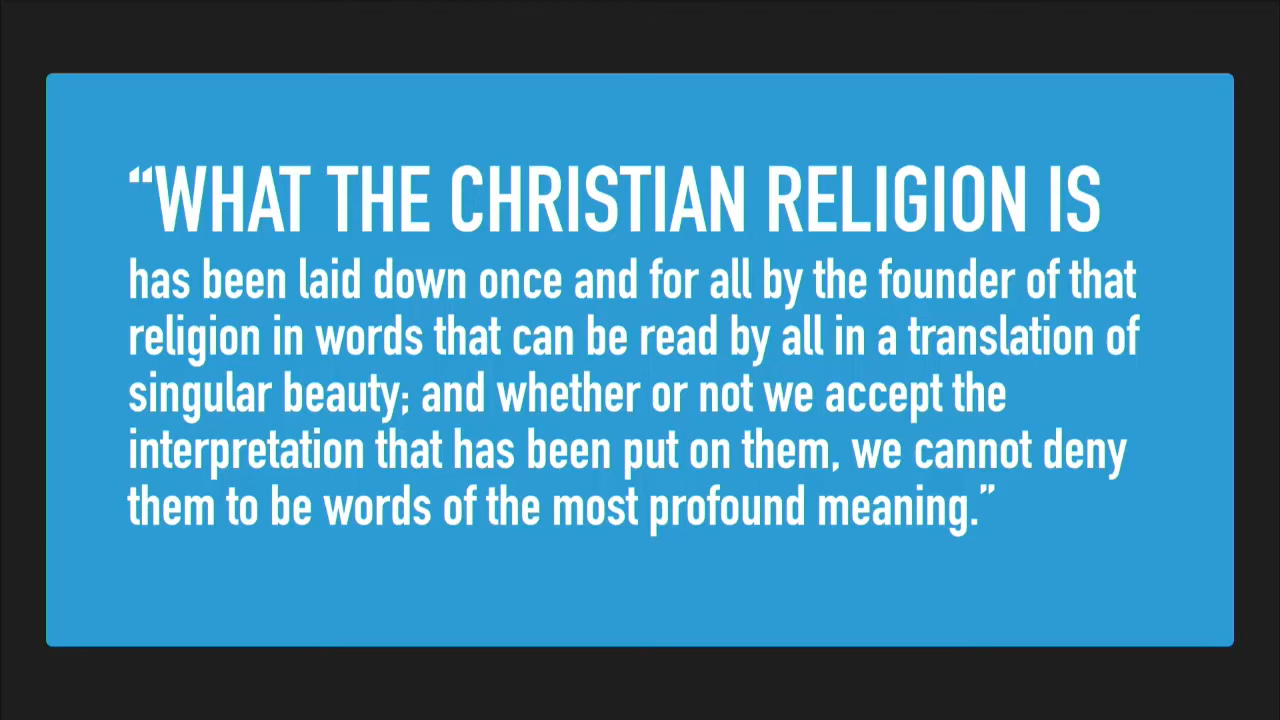 “WHAT THE CHRISTIAN RELIGION IS
has been laid down once and for all by the founder of that
religion in words that can be read by all in a translation of
singular beauty; and whether or not we accept the
interpretation that has been put on them, we cannot deny
them to be words of the most profound meaning.”